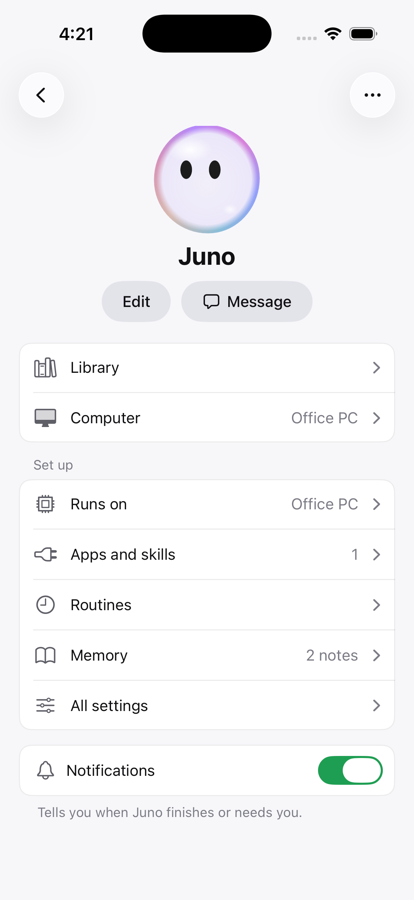 4:21
Juno
Edit
Message
Library
Computer Office PC
Set up
Runs on Office PC
Apps and skills 1
Routines
Memory 2 notes
All settings
Notifications
Tells you when Juno finishes or needs you.